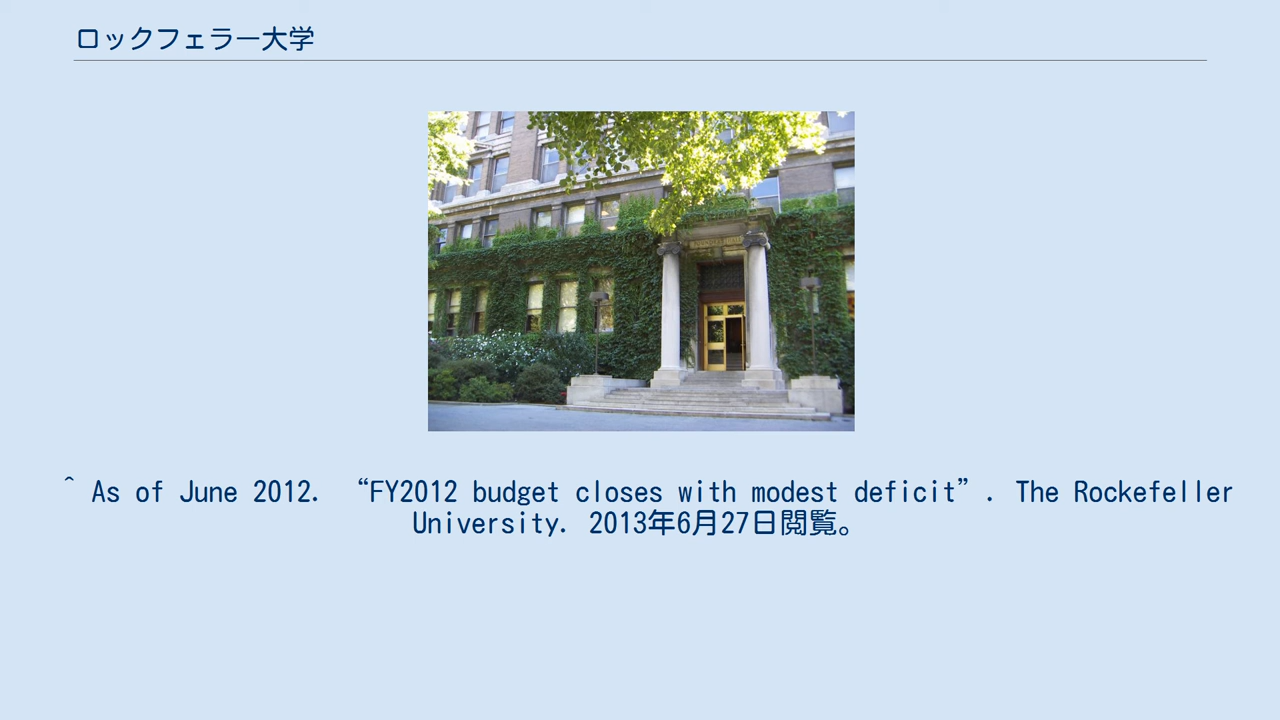 ロックフェラー大学
^ As of June 2012. “FY2012 budget closes with modest deficit”. The Rockefeller
University. 2013年6月27日閲覧。